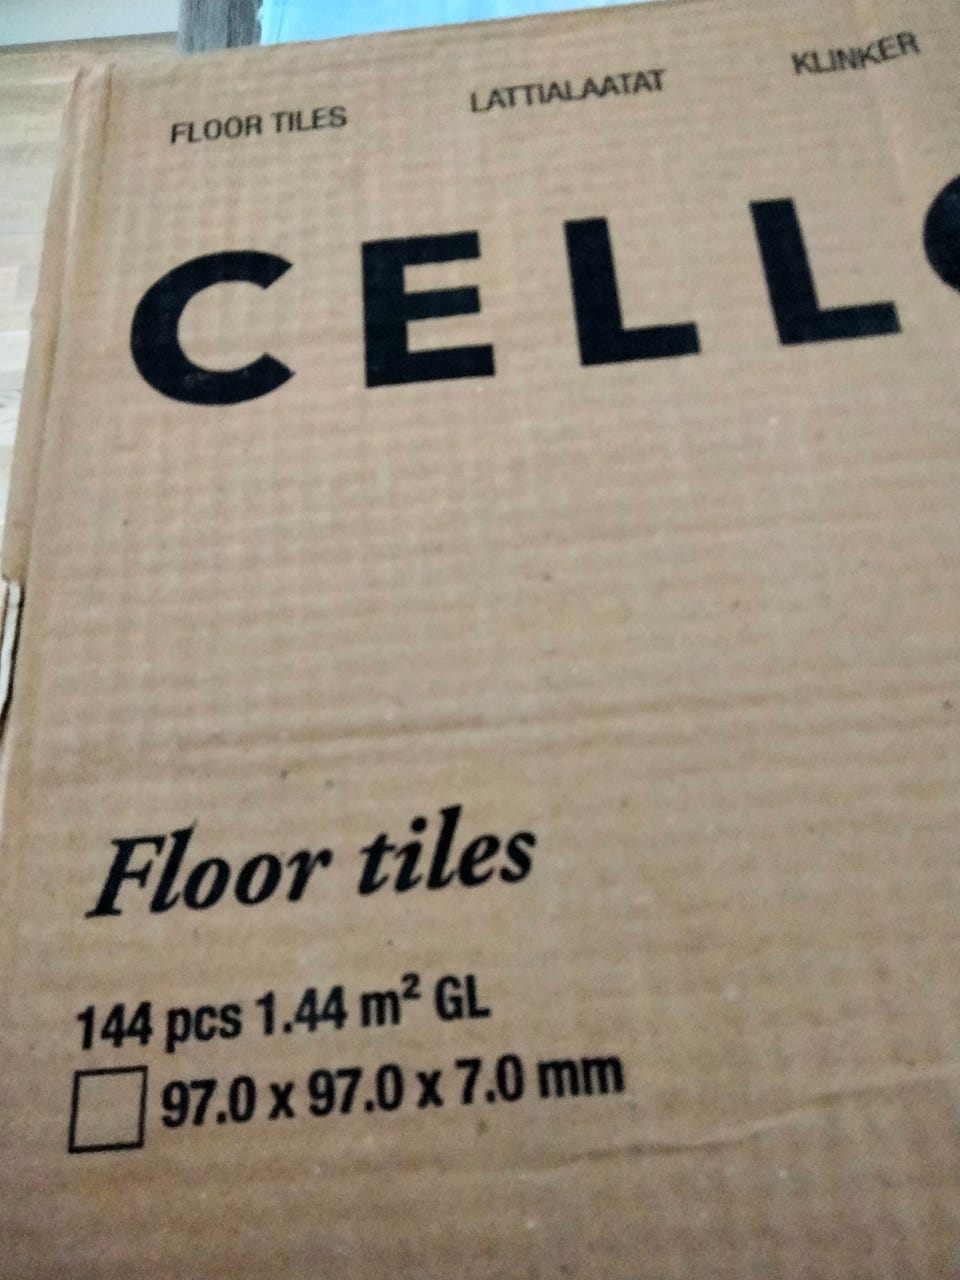 FLOOR TILES LATTIALAATAT KLINKER
CELLO
Floor tiles
144 pcs 1.44 m² GL
97.0 x 97.0 x 7.0 mm